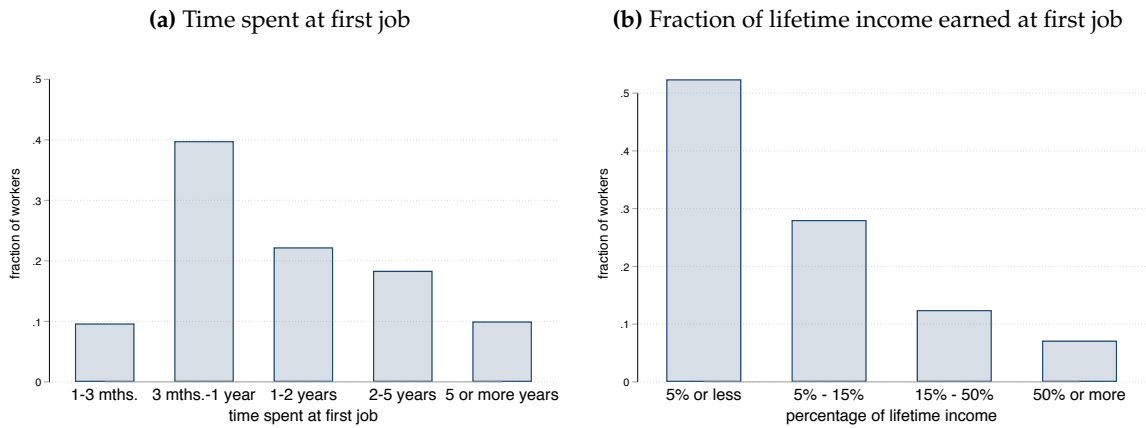 (a) Time spent at first job
.5
.4
.3
.2
.1
0
fraction of workers
1-3 mths. 3 mths.-1 year 1-2 years 2-5 years 5 or more years
time spent at first job
(b) Fraction of lifetime income earned at first job
.5
.4
.3
.2
.1
0
fraction of workers
5% or less 5% - 15% 15% - 50% 50% or more
percentage of lifetime income